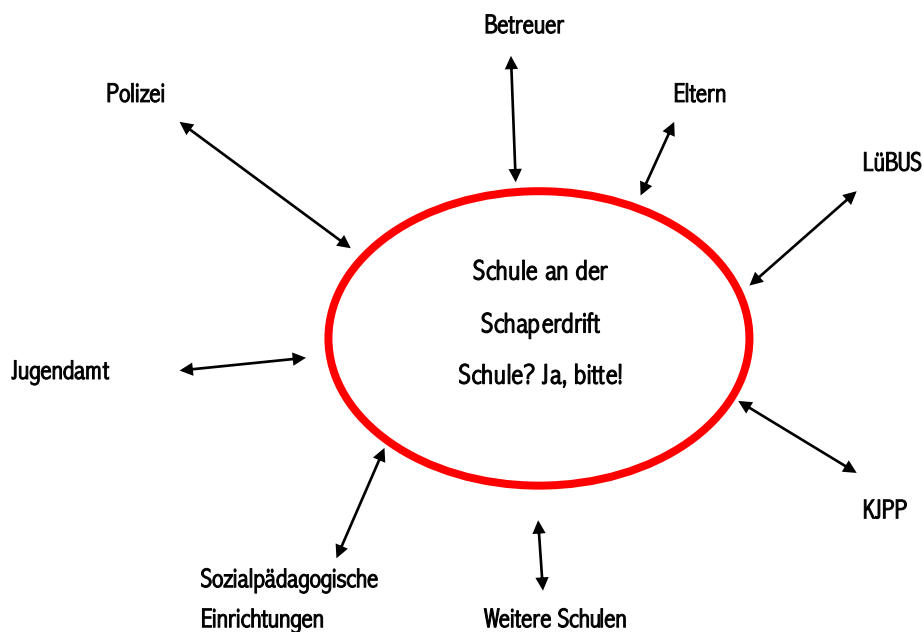 Betreuer
Polizei
Eltern
LüBUS
Schule an der
Schaperdrift
Schule? Ja, bitte!
Jugendamt
KJPP
Sozialpädagogische
Einrichtungen
Weitere Schulen